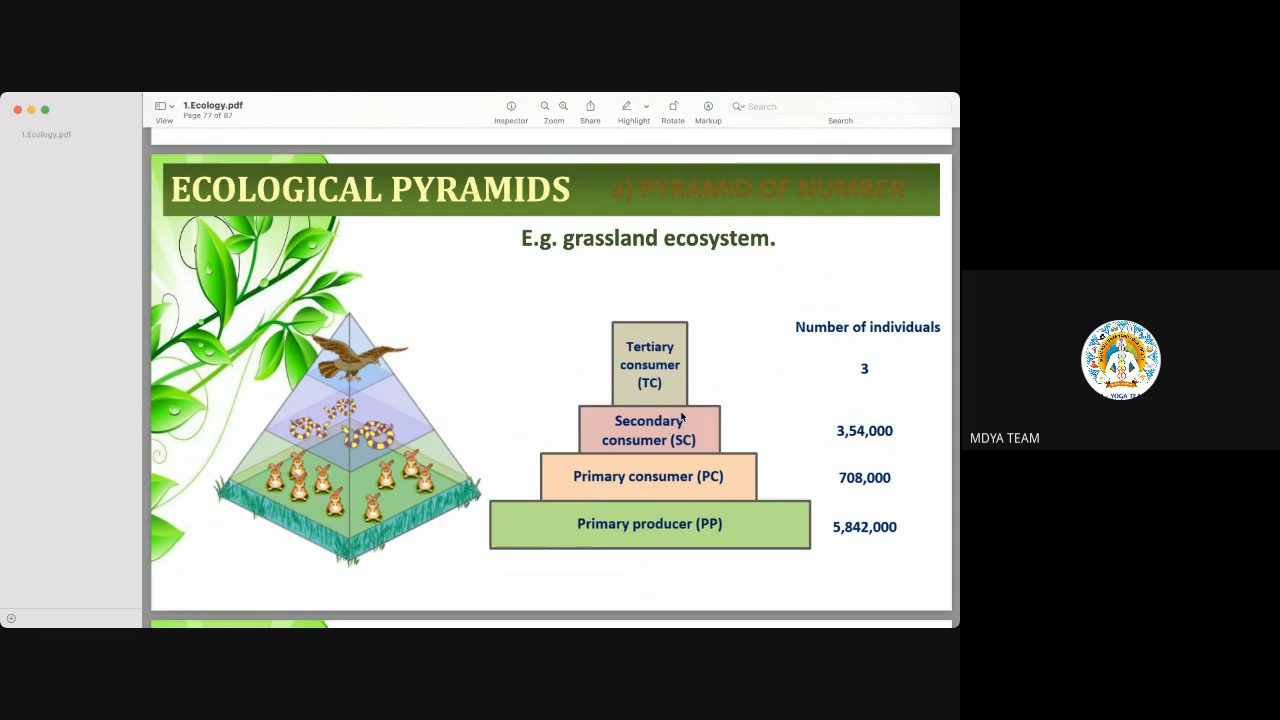 1.Ecology.pdf
Page 77 of 87
View
Inspector
Zoom
Share
Highlight
Rotate
Markup
Search
Search
1.Ecology.pdf
ECOLOGICAL PYRAMIDS
a) PYRAMID OF NUMBER
E.g. grassland ecosystem.
Number of individuals
Tertiary
consumer
(TC)
3
Secondary
consumer (SC)
3,54,000
Primary consumer (PC)
708,000
Primary producer (PP)
5,842,000
MDYA TEAM